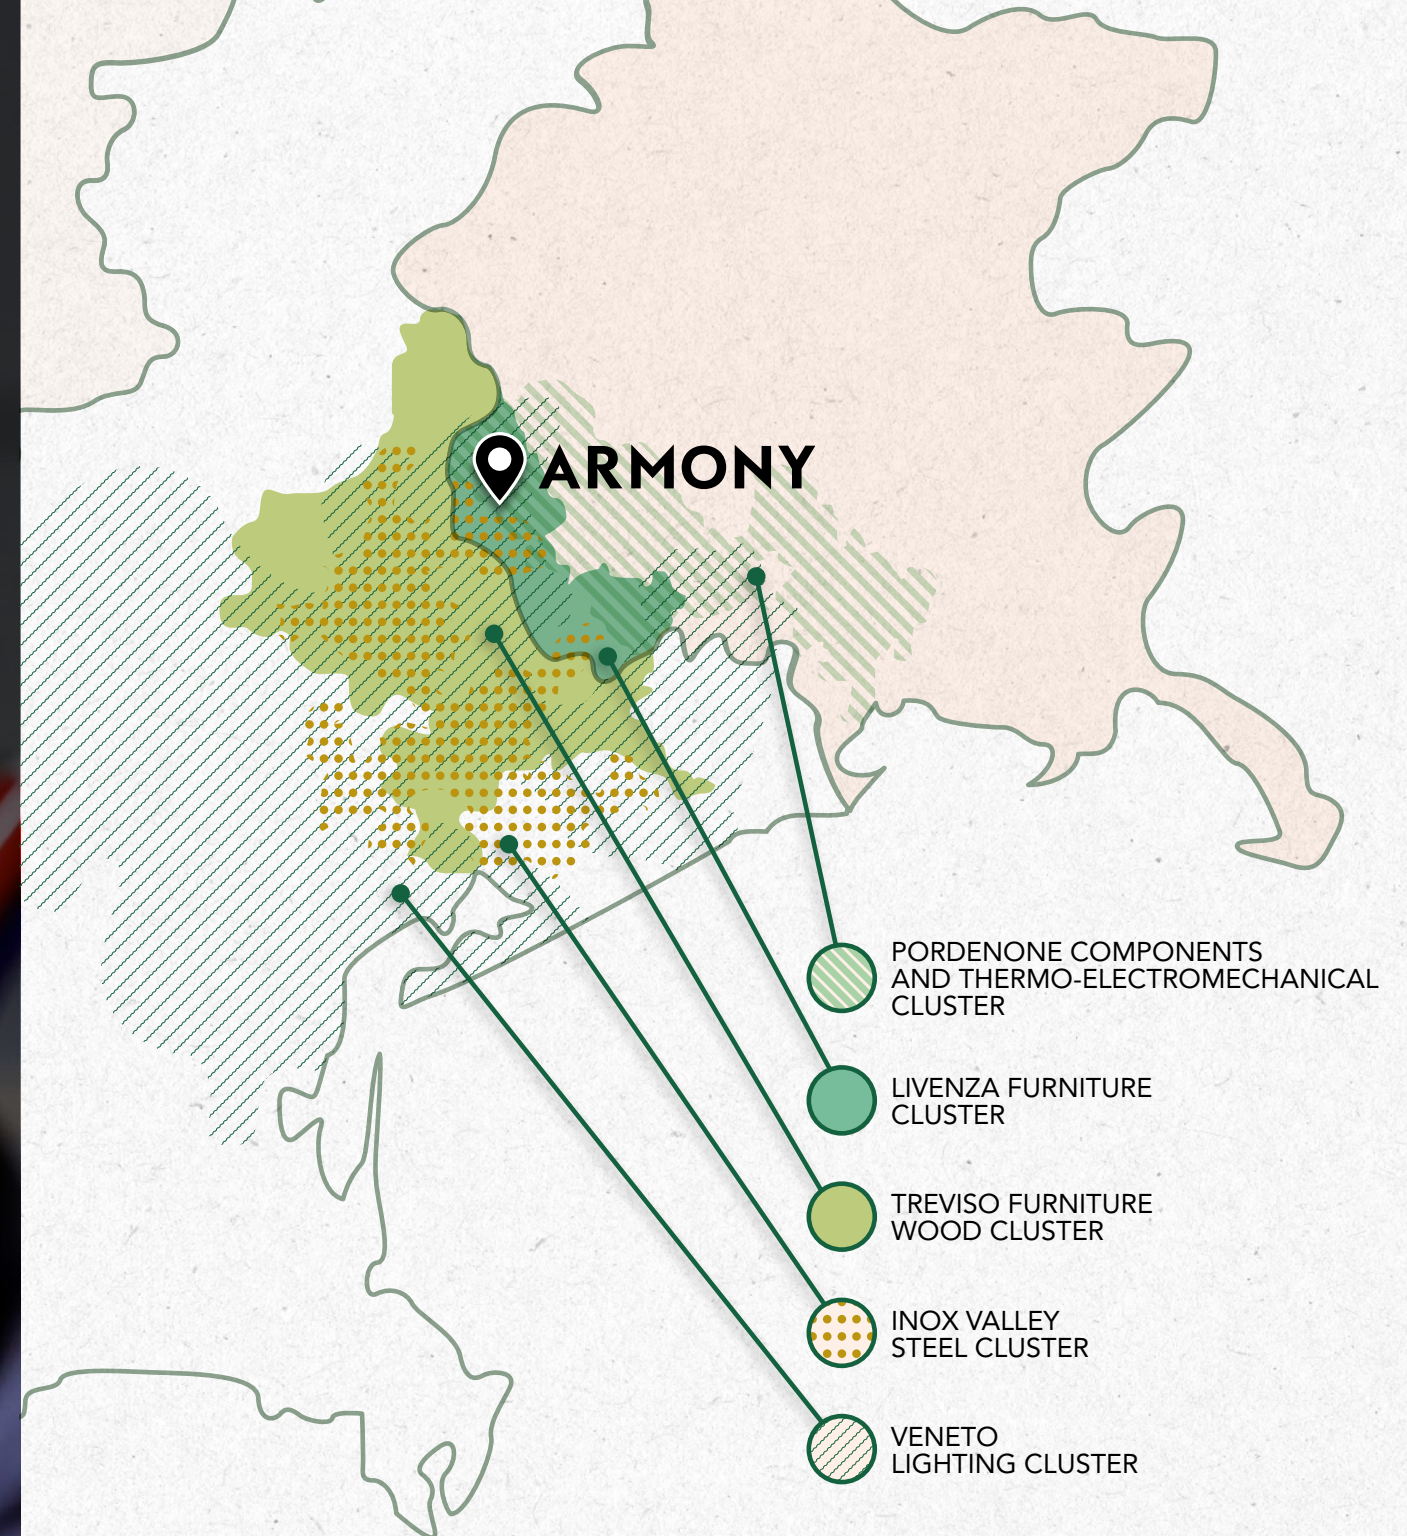 ARMONY
PORDENONE COMPONENTS
AND THERMO-ELECTROMECHANICAL
CLUSTER
LIVENZA FURNITURE
CLUSTER
TREVISO FURNITURE
WOOD CLUSTER
INOX VALLEY
STEEL CLUSTER
VENETO
LIGHTING CLUSTER